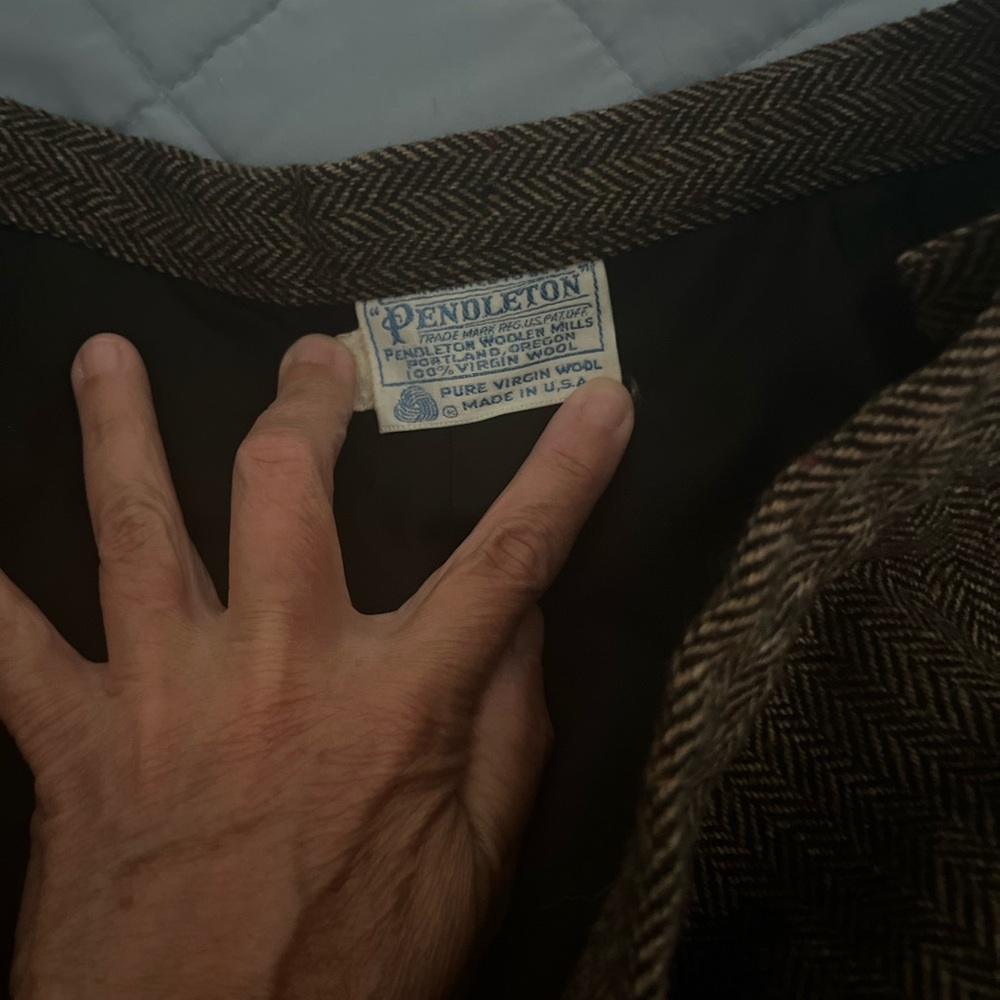 "PENDLETON"
TRADE MARK REG.U.S.PAT.OFF.
PENDLETON WOOLEN MILLS
PORTLAND, OREGON
100% VIRGIN WOOL
PURE VIRGIN WOOL
® MADE IN U.S.A.